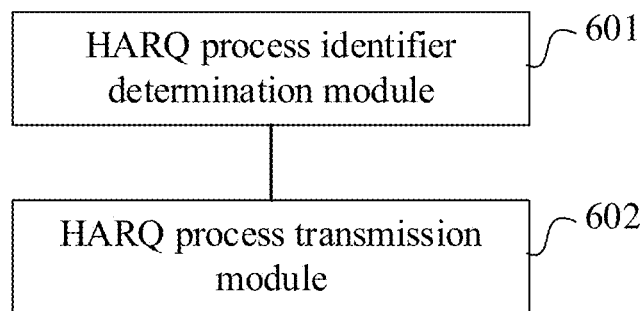 HARQ process identifier
determination module
601
HARQ process transmission
module
602